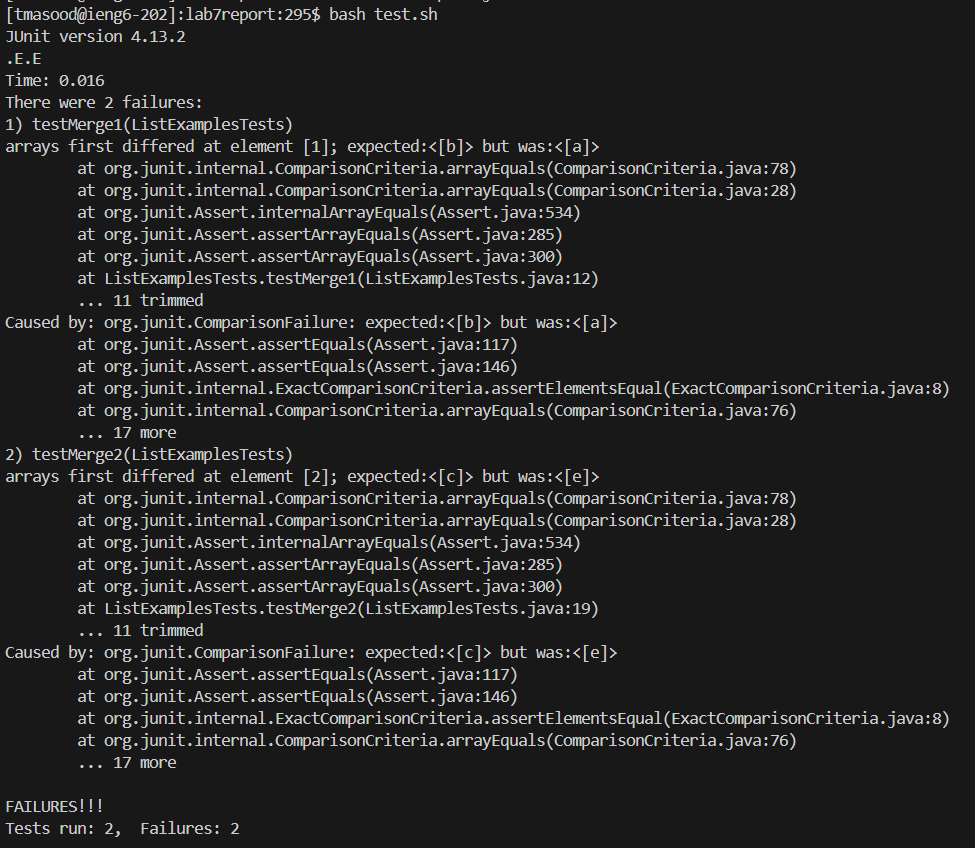 [tmasood@ieng6-202]:lab7report:295$ bash test.sh
JUnit version 4.13.2
.E.E
Time: 0.016
There were 2 failures:
1) testMerge1(ListExamplesTests)
arrays first differed at element [1]; expected:<[b]> but was:<[a]>
        at org.junit.internal.ComparisonCriteria.arrayEquals(ComparisonCriteria.java:78)
        at org.junit.internal.ComparisonCriteria.arrayEquals(ComparisonCriteria.java:28)
        at org.junit.Assert.internalArrayEquals(Assert.java:534)
        at org.junit.Assert.assertArrayEquals(Assert.java:285)
        at org.junit.Assert.assertArrayEquals(Assert.java:300)
        at ListExamplesTests.testMerge1(ListExamplesTests.java:12)
        ... 11 trimmed
Caused by: org.junit.ComparisonFailure: expected:<[b]> but was:<[a]>
        at org.junit.Assert.assertEquals(Assert.java:117)
        at org.junit.Assert.assertEquals(Assert.java:146)
        at org.junit.internal.ExactComparisonCriteria.assertElementsEqual(ExactComparisonCriteria.java:8)
        at org.junit.internal.ComparisonCriteria.arrayEquals(ComparisonCriteria.java:76)
        ... 17 more
2) testMerge2(ListExamplesTests)
arrays first differed at element [2]; expected:<[c]> but was:<[e]>
        at org.junit.internal.ComparisonCriteria.arrayEquals(ComparisonCriteria.java:78)
        at org.junit.internal.ComparisonCriteria.arrayEquals(ComparisonCriteria.java:28)
        at org.junit.Assert.internalArrayEquals(Assert.java:534)
        at org.junit.Assert.assertArrayEquals(Assert.java:285)
        at org.junit.Assert.assertArrayEquals(Assert.java:300)
        at ListExamplesTests.testMerge2(ListExamplesTests.java:19)
        ... 11 trimmed
Caused by: org.junit.ComparisonFailure: expected:<[c]> but was:<[e]>
        at org.junit.Assert.assertEquals(Assert.java:117)
        at org.junit.Assert.assertEquals(Assert.java:146)
        at org.junit.internal.ExactComparisonCriteria.assertElementsEqual(ExactComparisonCriteria.java:8)
        at org.junit.internal.ComparisonCriteria.arrayEquals(ComparisonCriteria.java:76)
        ... 17 more

FAILURES!!!
Tests run: 2,  Failures: 2